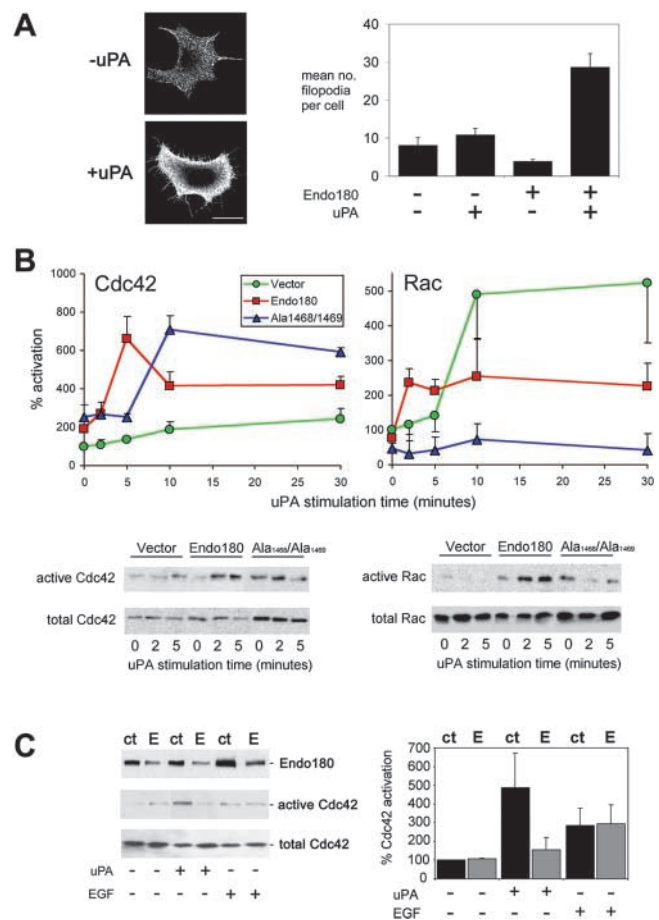 A
-uPA
+uPA
mean no.
filopodia
per cell
40
30
20
10
0
Endo180 - - + +
uPA - + - +
B
Cdc42
Vector
Endo180
Ala1468/1469
Rac
% activation
1000
800
600
400
200
0
0 5 10 15 20 25 30
500
400
300
200
100
0
0 5 10 15 20 25 30
uPA stimulation time (minutes)
Vector Endo180 Ala1468/Ala1469
active Cdc42
total Cdc42
0 2 5 0 2 5 0 2 5
uPA stimulation time (minutes)
Vector Endo180 Ala1468/Ala1469
active Rac
total Rac
0 2 5 0 2 5 0 2 5
uPA stimulation time (minutes)
C
ct E ct E ct E
- Endo180
- active Cdc42
- total Cdc42
- - + + - - uPA
- - - - + + EGF
ct E ct E ct E
% Cdc42 activation
700
600
500
400
300
200
100
0
uPA - - + + - -
EGF - - - - + +